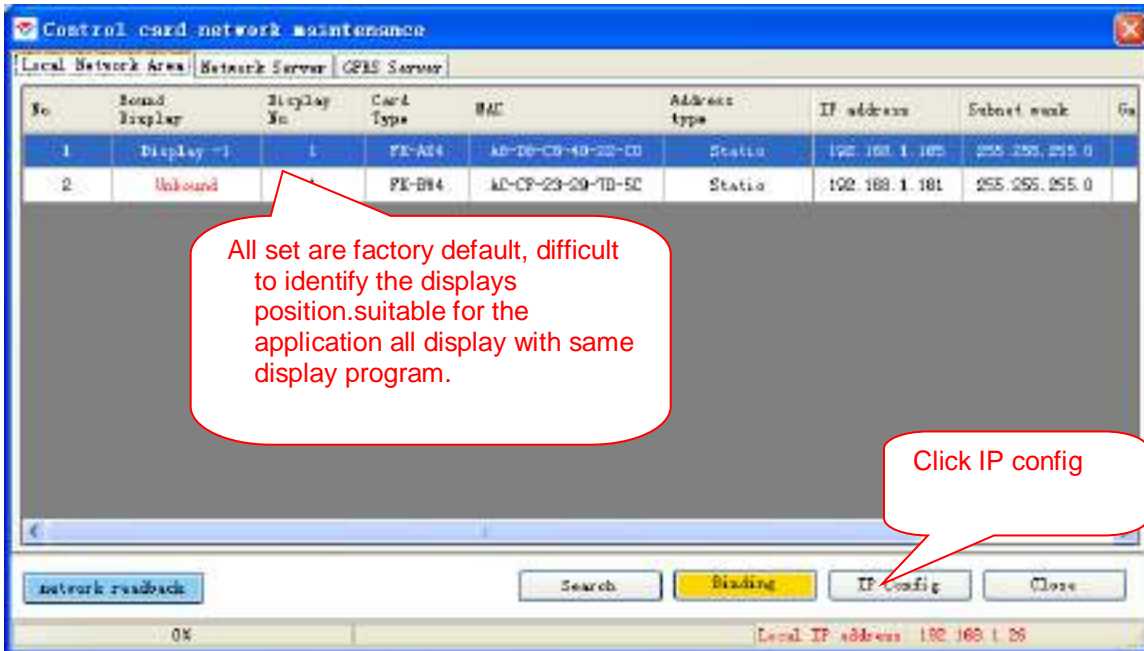 Control card network maintenance
Local Network Area Network Server GPRS Server
No Bound Display Display No Card Type MAC Address type IP address Subnet mask Ga
1 Display -1 1 Static 192.168.1.185 255.255.255.0
2 Unbound Static 192.168.1.181 255.255.255.0
All set are factory default, difficult
to identify the displays
position.suitable for the
application all display with same
display program.
Click IP config
network readback Search Binding IP Config Close
0% Local IP address 192.168.1.26